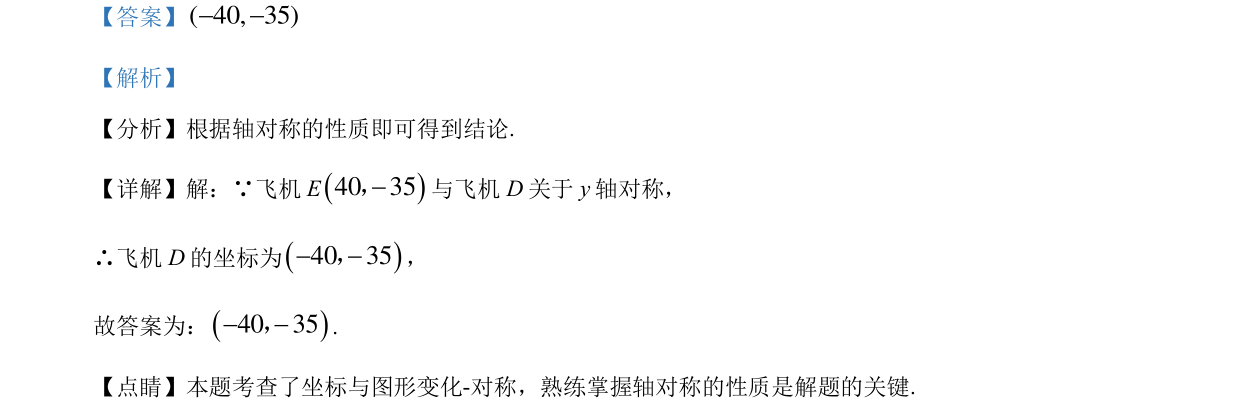 【答案】(−40,−35)
【解析】
【分析】根据轴对称的性质即可得到结论.
【详解】解：∵飞机 E(40,−35)与飞机 D 关于 y 轴对称，
∴飞机 D 的坐标为(−40,−35)，
故答案为：(−40,−35).
【点睛】本题考查了坐标与图形变化-对称，熟练掌握轴对称的性质是解题的关键.